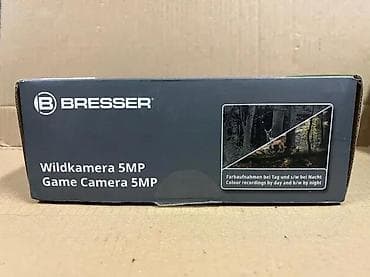 B BRESSER®
Wildkamera 5MP
Game Camera 5MP
Farbaufnahmen bei Tag und s/w bei Nacht
Colour recordings by day and b/w by night